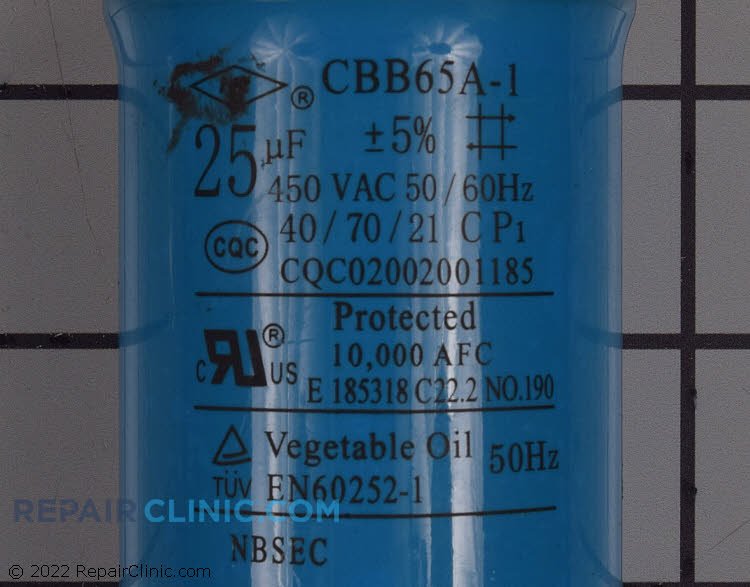 ® CBB65A-1
25 µF ±5%
450 VAC 50/60Hz
40/70/21 C P1
CQC
CQC02002001185
Protected
c RU ® US
10,000 AFC
E 185318 C22.2 NO.190
Vegetable Oil 50Hz
TÜV EN60252-1
REPAIRCLINIC.COM
NBSEC
© 2022 RepairClinic.com